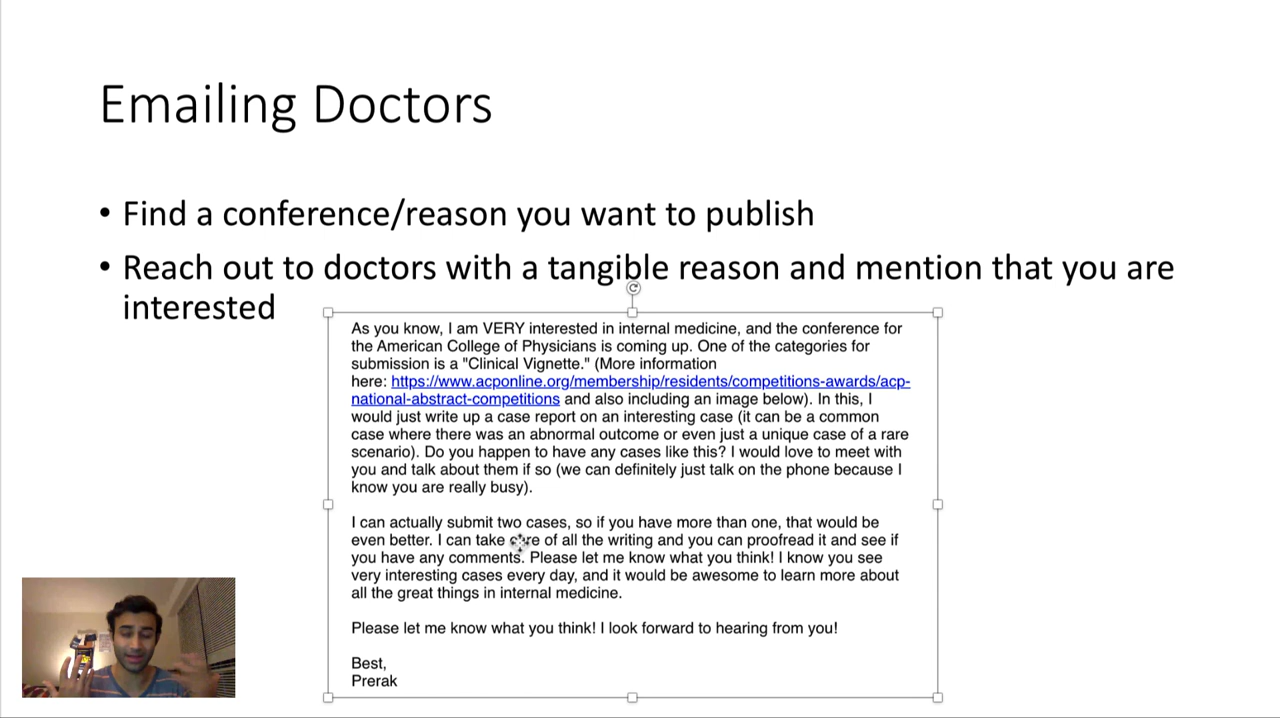 Emailing Doctors
• Find a conference/reason you want to publish
• Reach out to doctors with a tangible reason and mention that you are
interested
As you know, I am VERY interested in internal medicine, and the conference for
the American College of Physicians is coming up. One of the categories for
submission is a "Clinical Vignette." (More information
here: https://www.acponline.org/membership/residents/competitions-awards/acp-
national-abstract-competitions and also including an image below). In this, I
would just write up a case report on an interesting case (it can be a common
case where there was an abnormal outcome or even just a unique case of a rare
scenario). Do you happen to have any cases like this? I would love to meet with
you and talk about them if so (we can definitely just talk on the phone because I
know you are really busy).
I can actually submit two cases, so if you have more than one, that would be
even better. I can take care of all the writing and you can proofread it and see if
you have any comments. Please let me know what you think! I know you see
very interesting cases every day, and it would be awesome to learn more about
all the great things in internal medicine.
Please let me know what you think! I look forward to hearing from you!
Best,
Prerak